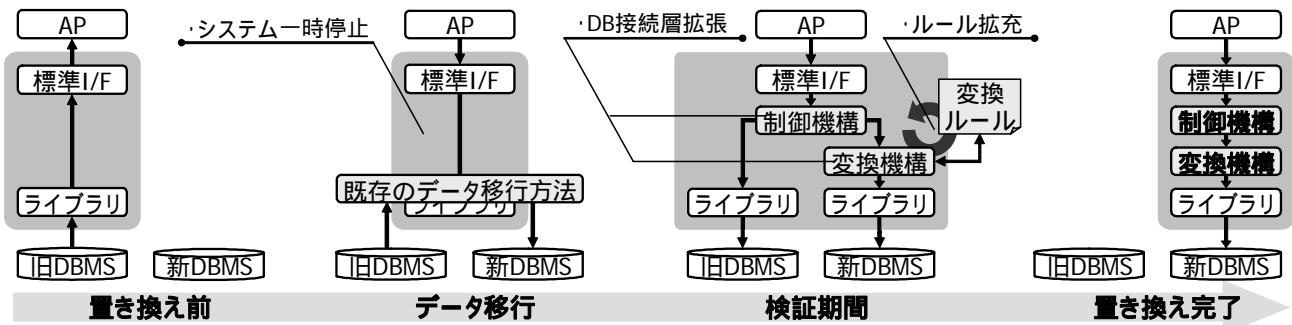 AP
標準I/F
ライブラリ
旧DBMS
新DBMS
置き換え前
・システム一時停止
AP
標準I/F
既存のデータ移行方法
ライブラリ
旧DBMS
新DBMS
データ移行
・DB接続層拡張
AP
・ルール拡充
標準I/F
制御機構
変換
ルール
変換機構
ライブラリ
ライブラリ
旧DBMS
新DBMS
検証期間
AP
標準I/F
制御機構
変換機構
ライブラリ
旧DBMS
新DBMS
置き換え完了